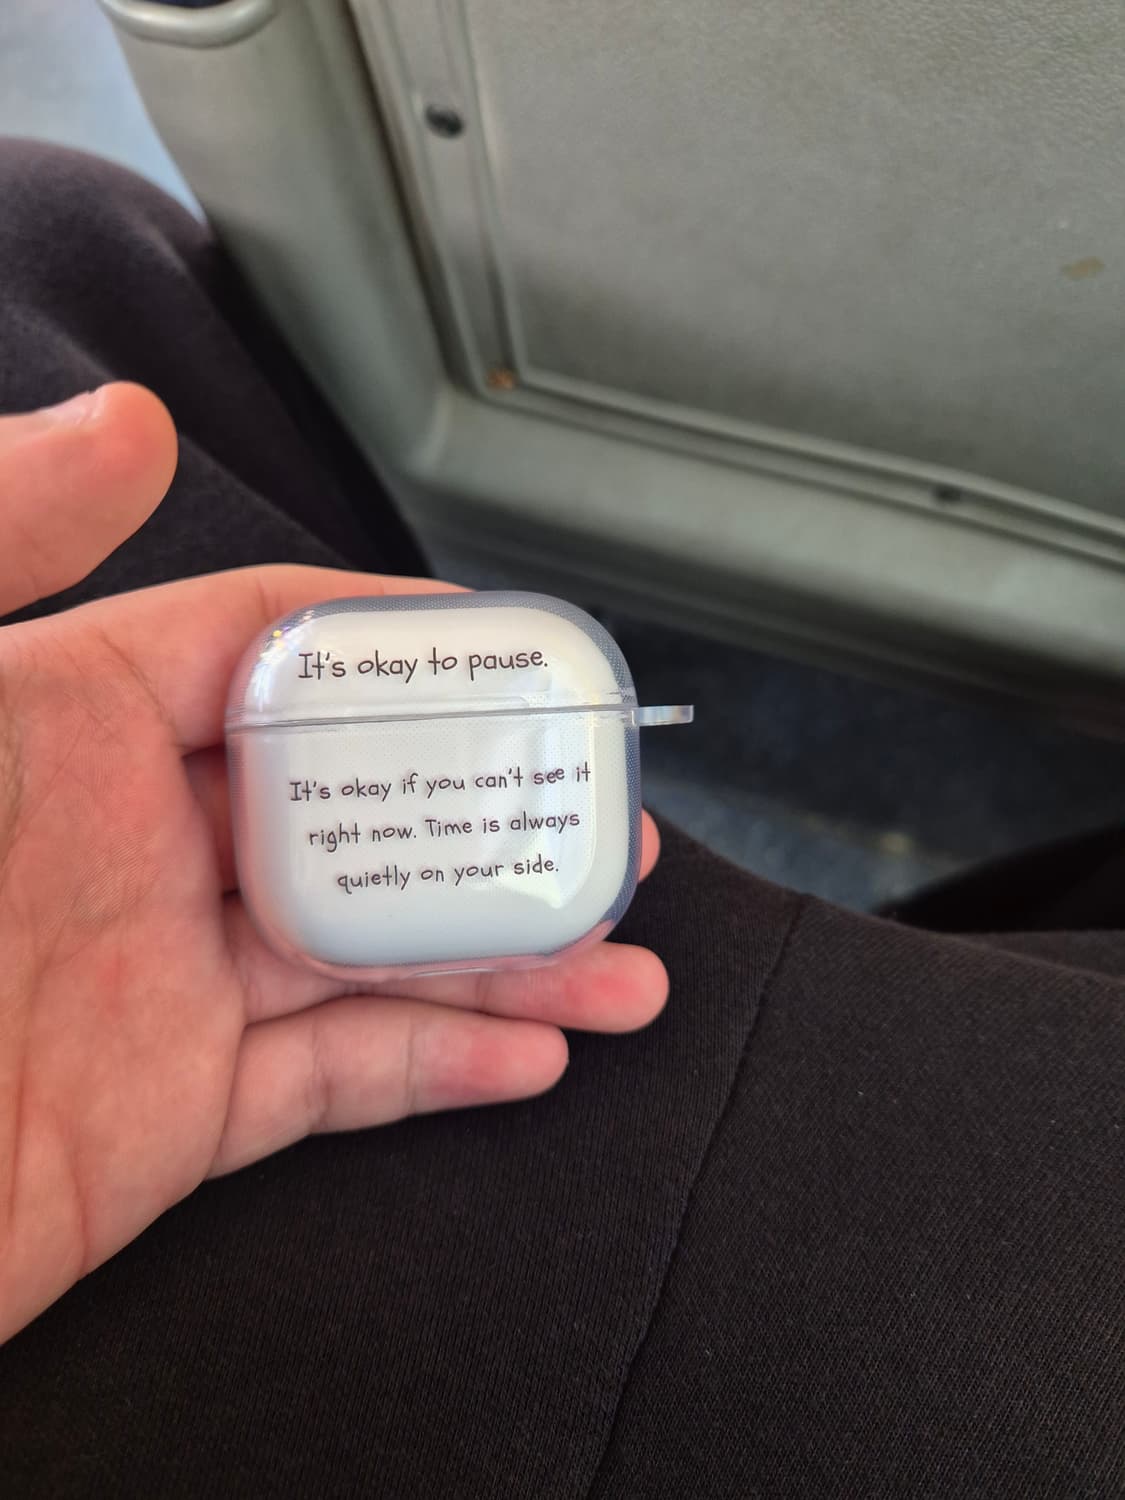 It's okay to pause.
It's okay if you can't see it
right now. Time is always
quietly on your side.